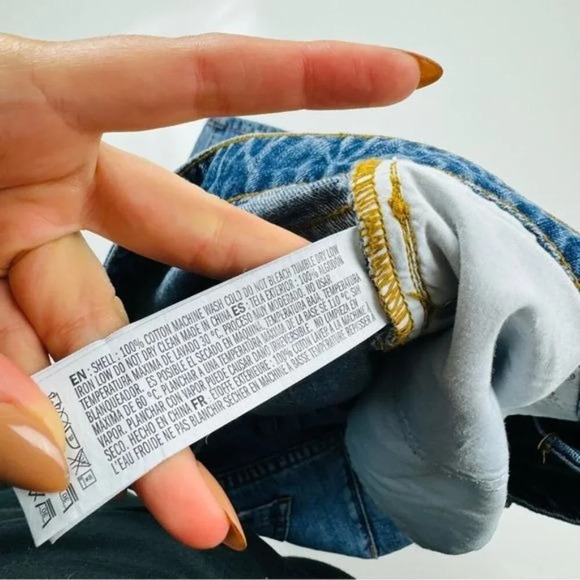 EN: SHELL: 100% COTTON MACHINE WASH COLD DO NOT BLEACH TUMBLE DRY LOW
IRON LOW DO NOT DRY CLEAN MADE IN CHINA ES: TELA EXTERIOR: 100% ALGODÓN
TEMPERATURA MÁXIMA DE LAVADO 30 °C, PROCESO MUY MODERADO. NO USAR
BLANQUEADOR. ES POSIBLE EL SECADO EN MÁQUINA, TEMPERATURA BAJA, TEMPERATURA
MÁXIMA DE 60 °C. PLANCHAR A UNA TEMPERATURA MÁXIMA DE LA BASE DE 110 °C SIN
VAPOR. PLANCHAR CON VAPOR PUEDE CAUSAR DAÑO IRREVERSIBLE. NO LIMPIEZA EN
SECO. HECHO EN CHINA FR: ÉTOFFE EXTÉRIEURE: 100% COTON LAVER À LA MACHINE À
L'EAU FROIDE NE PAS BLANCHIR SÉCHER EN MACHINE À BASSE TEMPÉRATURE REPASSER À